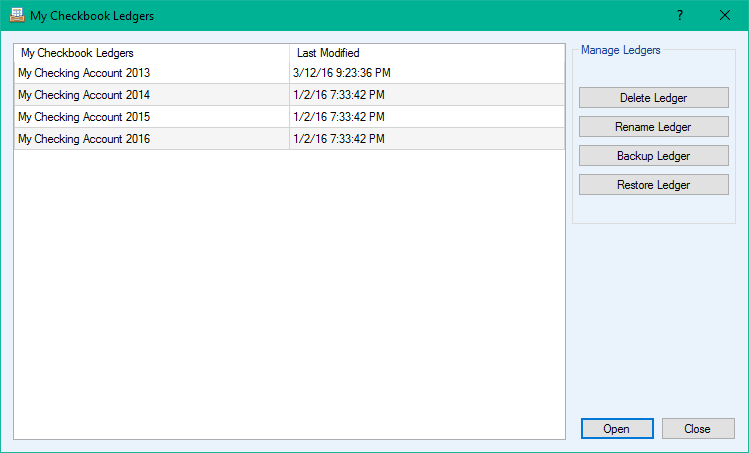 My Checkbook Ledgers ?
My Checkbook Ledgers Last Modified
My Checking Account 2013 3/12/16 9:23:36 PM
My Checking Account 2014 1/2/16 7:33:42 PM
My Checking Account 2015 1/2/16 7:33:42 PM
My Checking Account 2016 1/2/16 7:33:42 PM
Manage Ledgers
Delete Ledger
Rename Ledger
Backup Ledger
Restore Ledger
Open Close